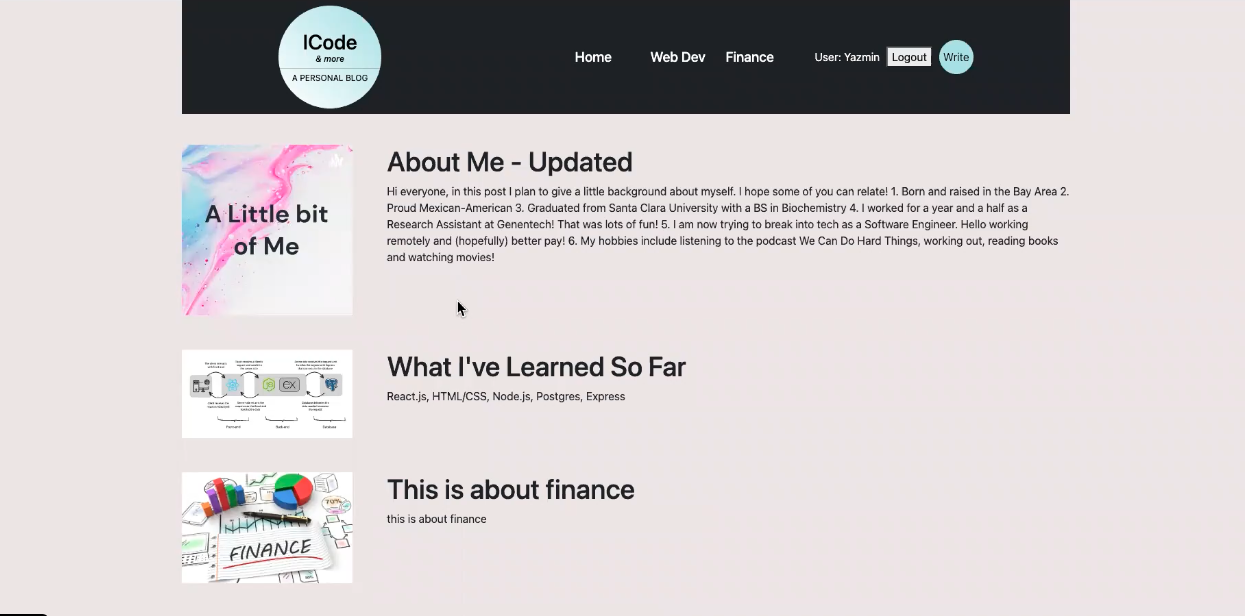 ICode
& more
A PERSONAL BLOG
Home
Web Dev
Finance
User: Yazmin
Logout
Write
A Little bit
of Me
About Me - Updated
Hi everyone, in this post I plan to give a little background about myself. I hope some of you can relate! 1. Born and raised in the Bay Area 2.
Proud Mexican-American 3. Graduated from Santa Clara University with a BS in Biochemistry 4. I worked for a year and a half as a
Research Assistant at Genentech! That was lots of fun! 5. I am now trying to break into tech as a Software Engineer. Hello working
remotely and (hopefully) better pay! 6. My hobbies include listening to the podcast We Can Do Hard Things, working out, reading books
and watching movies!
EX
Front-end
Back-end
Database
What I've Learned So Far
React.js, HTML/CSS, Node.js, Postgres, Express
70%
FINANCE
This is about finance
this is about finance